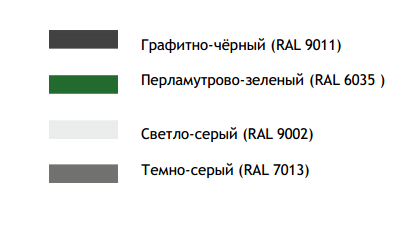 Графитно-чёрный (RAL 9011)
Перламутрово-зеленый (RAL 6035 )
Светло-серый (RAL 9002)
Темно-серый (RAL 7013)